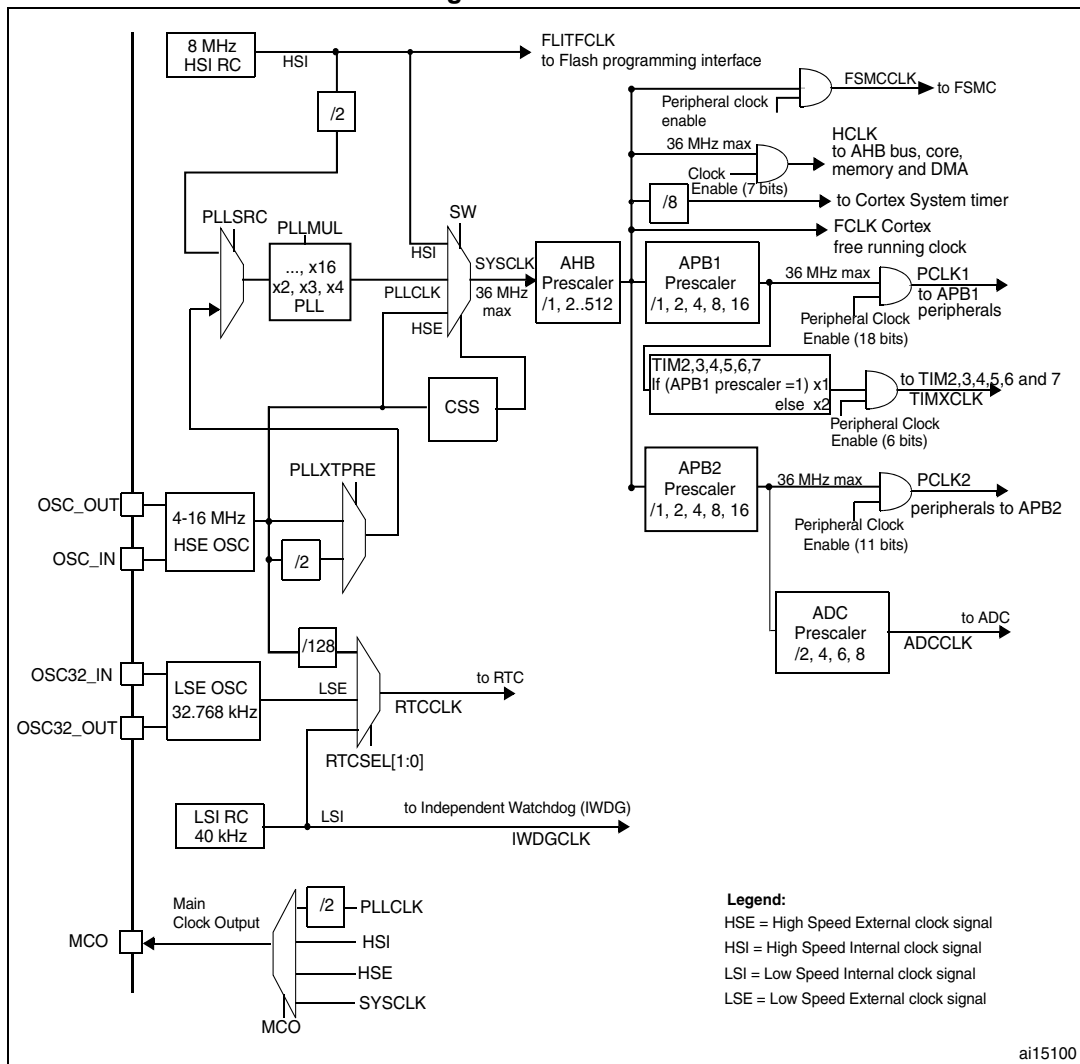 8 MHz
HSI RC
HSI
FLITFCLK
to Flash programming interface
/2
FSMCCLK
to FSMC
Peripheral clock
enable
HCLK
to AHB bus, core,
memory and DMA
36 MHz max
Clock
Enable (7 bits)
/8
to Cortex System timer
FCLK Cortex
free running clock
PLLSRC
PLLMUL
..., x16
x2, x3, x4
PLL
SW
HSI
PLLCLK
HSE
SYSCLK
36 MHz
max
AHB
Prescaler
/1, 2..512
APB1
Prescaler
/1, 2, 4, 8, 16
36 MHz max
PCLK1
to APB1
peripherals
Peripheral Clock
Enable (18 bits)
TIM2,3,4,5,6,7
If (APB1 prescaler =1) x1
else x2
to TIM2,3,4,5,6 and 7
TIMXCLK
Peripheral Clock
Enable (6 bits)
CSS
PLLXTPRE
OSC_OUT
OSC_IN
4-16 MHz
HSE OSC
/2
APB2
Prescaler
/1, 2, 4, 8, 16
36 MHz max
PCLK2
peripherals to APB2
Peripheral Clock
Enable (11 bits)
ADC
Prescaler
/2, 4, 6, 8
to ADC
ADCCLK
/128
OSC32_IN
OSC32_OUT
LSE OSC
32.768 kHz
LSE
to RTC
RTCCLK
RTCSEL[1:0]
LSI RC
40 kHz
LSI
to Independent Watchdog (IWDG)
IWDGCLK
Main
Clock Output
MCO
/2
PLLCLK
HSI
HSE
SYSCLK
MCO
Legend:
HSE = High Speed External clock signal
HSI = High Speed Internal clock signal
LSI = Low Speed Internal clock signal
LSE = Low Speed External clock signal
ai15100